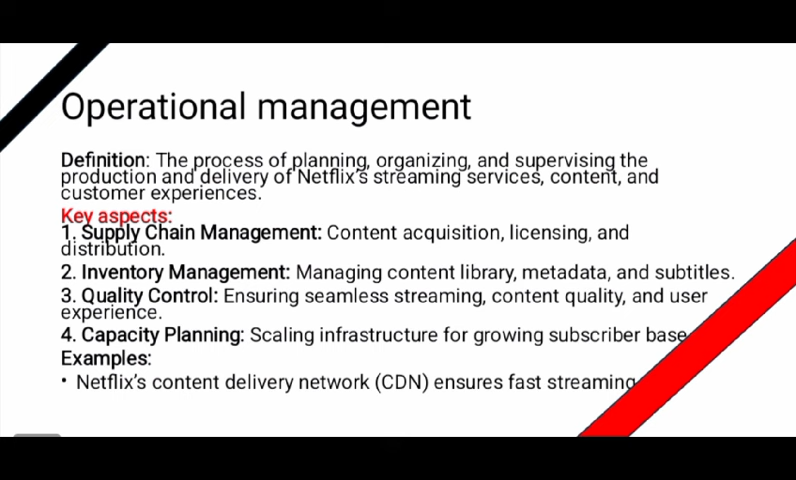 Operational management
Definition: The process of planning, organizing, and supervising the
production and delivery of Netflix's streaming services, content, and
customer experiences.
Key aspects:
1. Supply Chain Management: Content acquisition, licensing, and
distribution.
2. Inventory Management: Managing content library, metadata, and subtitles.
3. Quality Control: Ensuring seamless streaming, content quality, and user
experience.
4. Capacity Planning: Scaling infrastructure for growing subscriber base
Examples:
• Netflix's content delivery network (CDN) ensures fast streaming